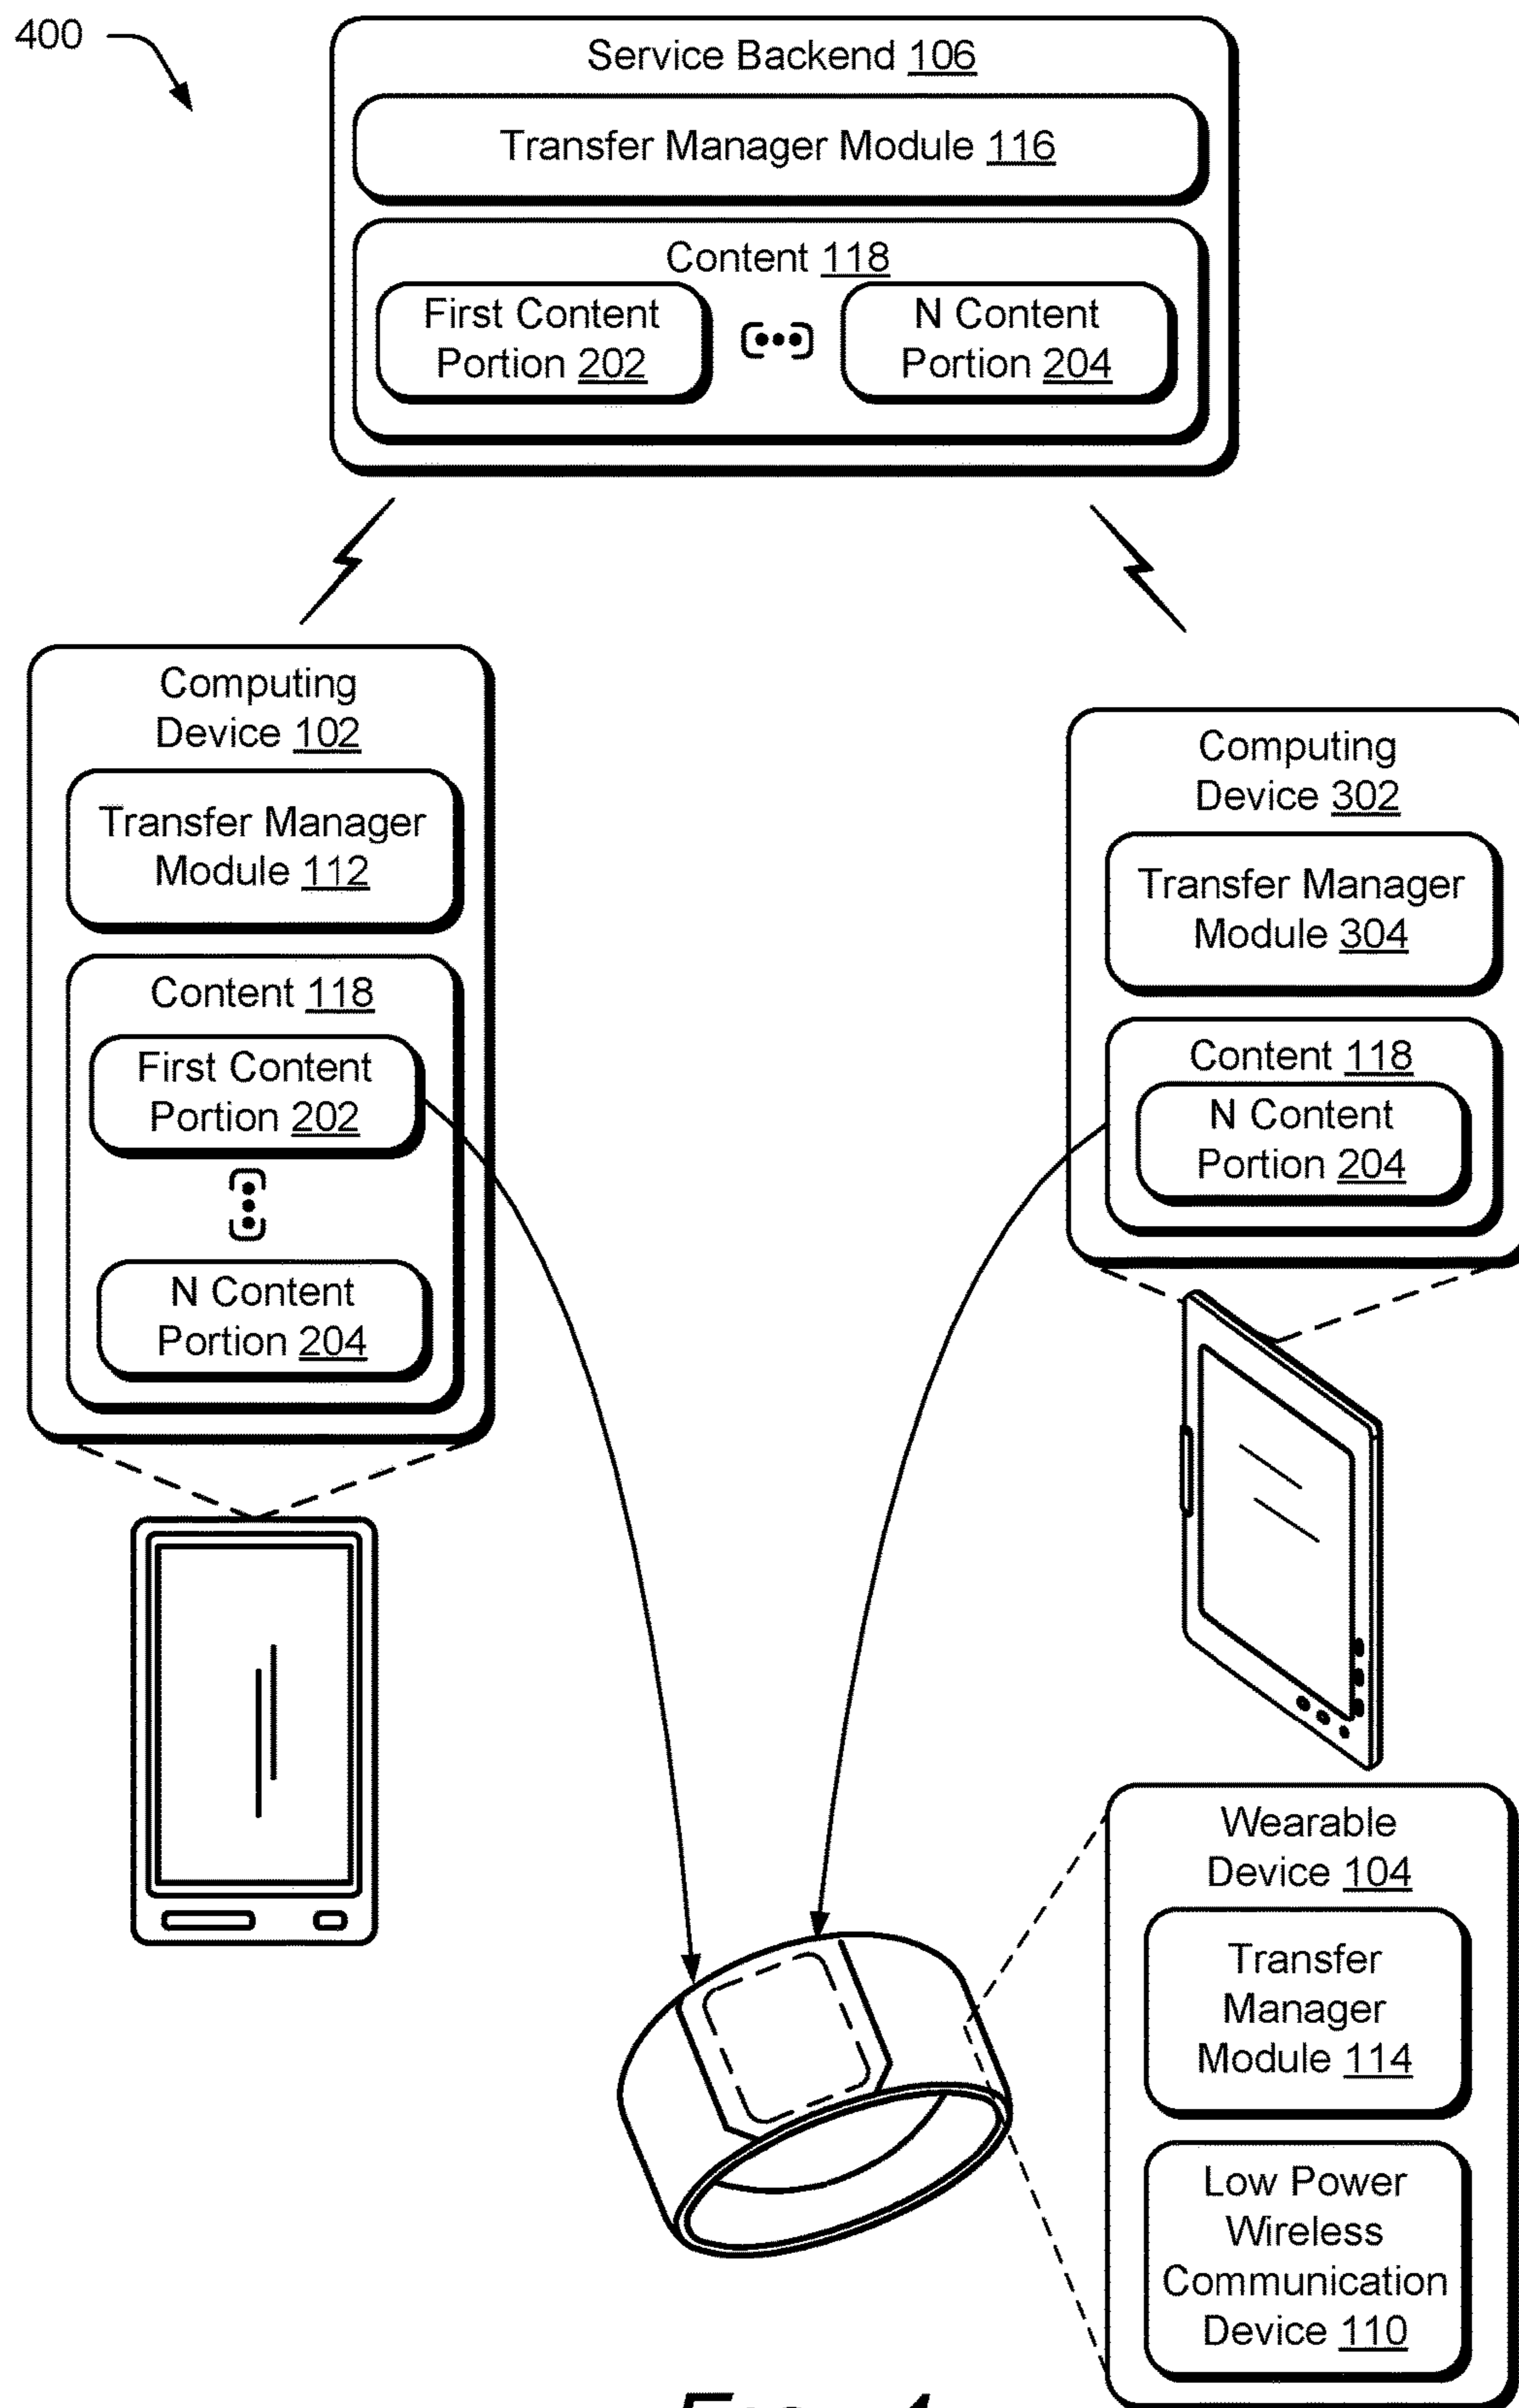 400
Service Backend 106
Transfer Manager Module 116
Content 118
First Content
Portion 202
N Content
Portion 204
Computing
Device 102
Transfer Manager
Module 112
Content 118
First Content
Portion 202
N Content
Portion 204
Computing
Device 302
Transfer Manager
Module 304
Content 118
N Content
Portion 204
Wearable
Device 104
Transfer
Manager
Module 114
Low Power
Wireless
Communication
Device 110